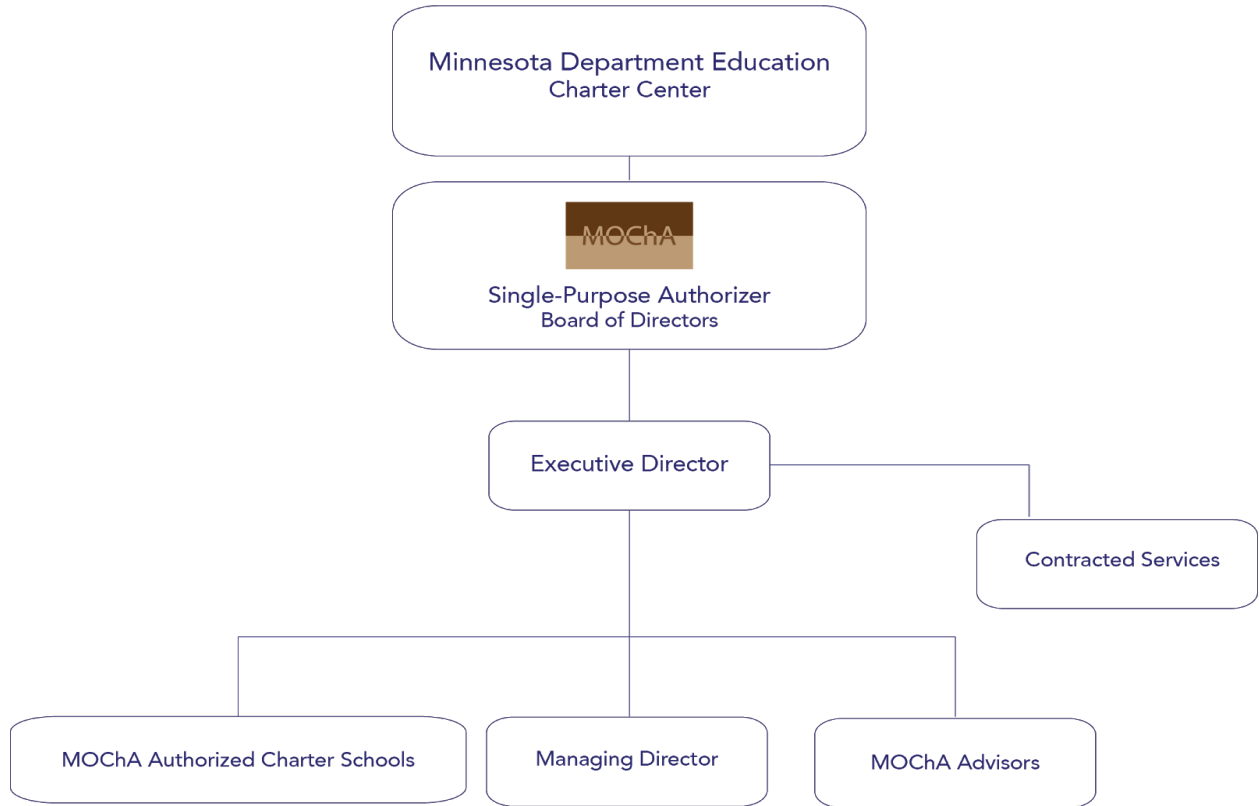 Minnesota Department Education
Charter Center
MOChA
Single-Purpose Authorizer
Board of Directors
Executive Director
Contracted Services
MOChA Authorized Charter Schools
Managing Director
MOChA Advisors